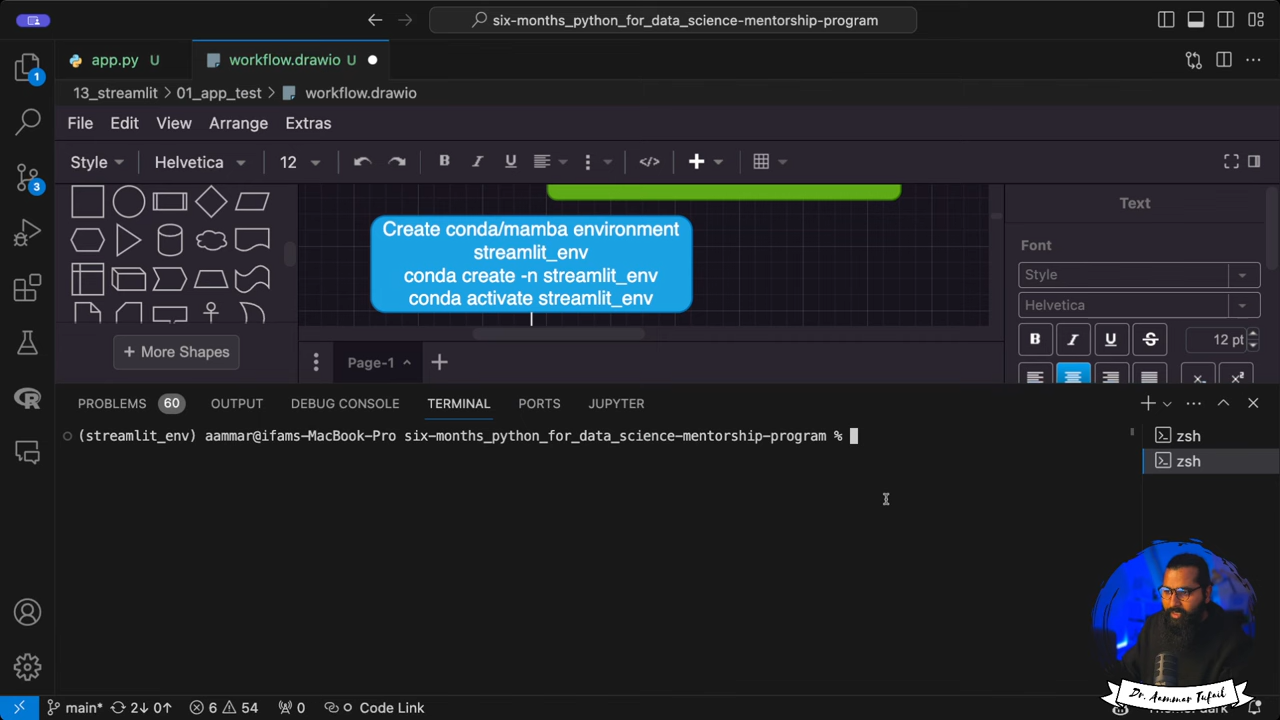 six-months_python_for_data_science-mentorship-program
1
app.py U
workflow.drawio U
13_streamlit > 01_app_test > workflow.drawio
File Edit View Arrange Extras
Style Helvetica 12 B I U </>
Text
Font
Create conda/mamba environment
streamlit_env
conda create -n streamlit_env
conda activate streamlit_env
Style
Helvetica
3
B I U S 12 pt
+ More Shapes
Page-1
PROBLEMS 60 OUTPUT DEBUG CONSOLE TERMINAL PORTS JUPYTER
R
(streamlit_env) aammar@ifams-MacBook-Pro six-months_python_for_data_science-mentorship-program %
zsh
zsh
Dr. Aammar Tufail
main* 2↓ 0↑ 6 54 0 Code Link